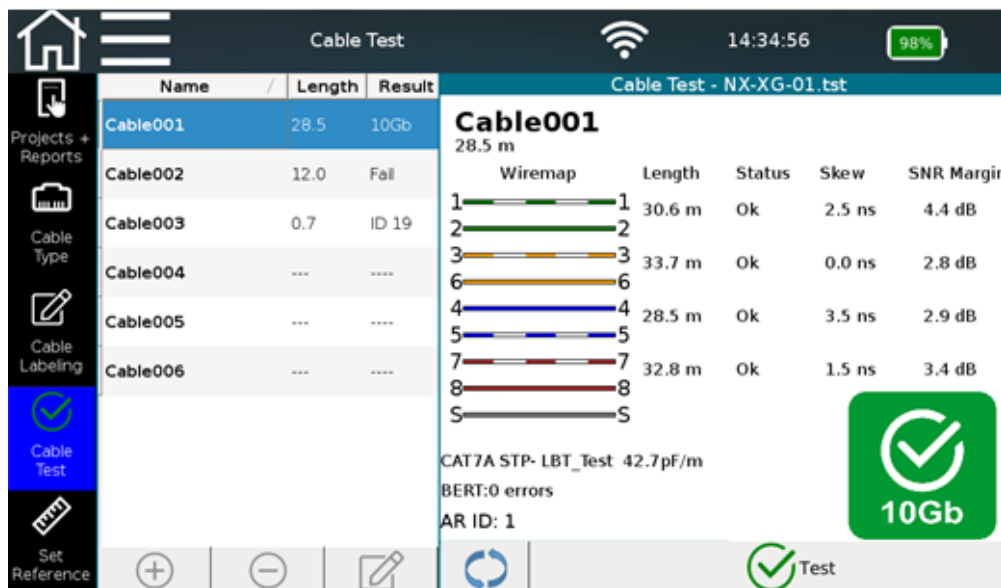 Cable Test 14:34:56 98%
Projects +
Reports
Cable
Type
Cable
Labeling
Cable
Test
Set
Reference
Name / Length Result
Cable001 28.5 10Gb
Cable002 12.0 Fail
Cable003 0.7 ID 19
Cable004 --- ----
Cable005 --- ----
Cable006 --- ----
Cable Test - NX-XG-01.tst
Cable001
28.5 m
Wiremap Length Status Skew SNR Margin
1 1 30.6 m Ok 2.5 ns 4.4 dB
2 2
3 3 33.7 m Ok 0.0 ns 2.8 dB
6 6
4 4 28.5 m Ok 3.5 ns 2.9 dB
5 5
7 7 32.8 m Ok 1.5 ns 3.4 dB
8 8
S S
CAT7A STP- LBT_Test 42.7pF/m
BERT:0 errors
AR ID: 1
10Gb
Test